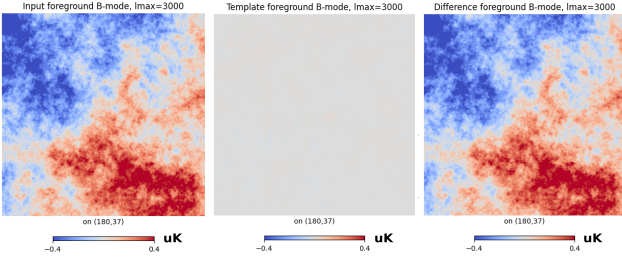 Input foreground B-mode, lmax=3000
Template foreground B-mode, lmax=3000
Difference foreground B-mode, lmax=3000
on (180,37)
on (180,37)
on (180,37)
uK
uK
uK
−0.4 0.4
−0.4 0.4
−0.4 0.4